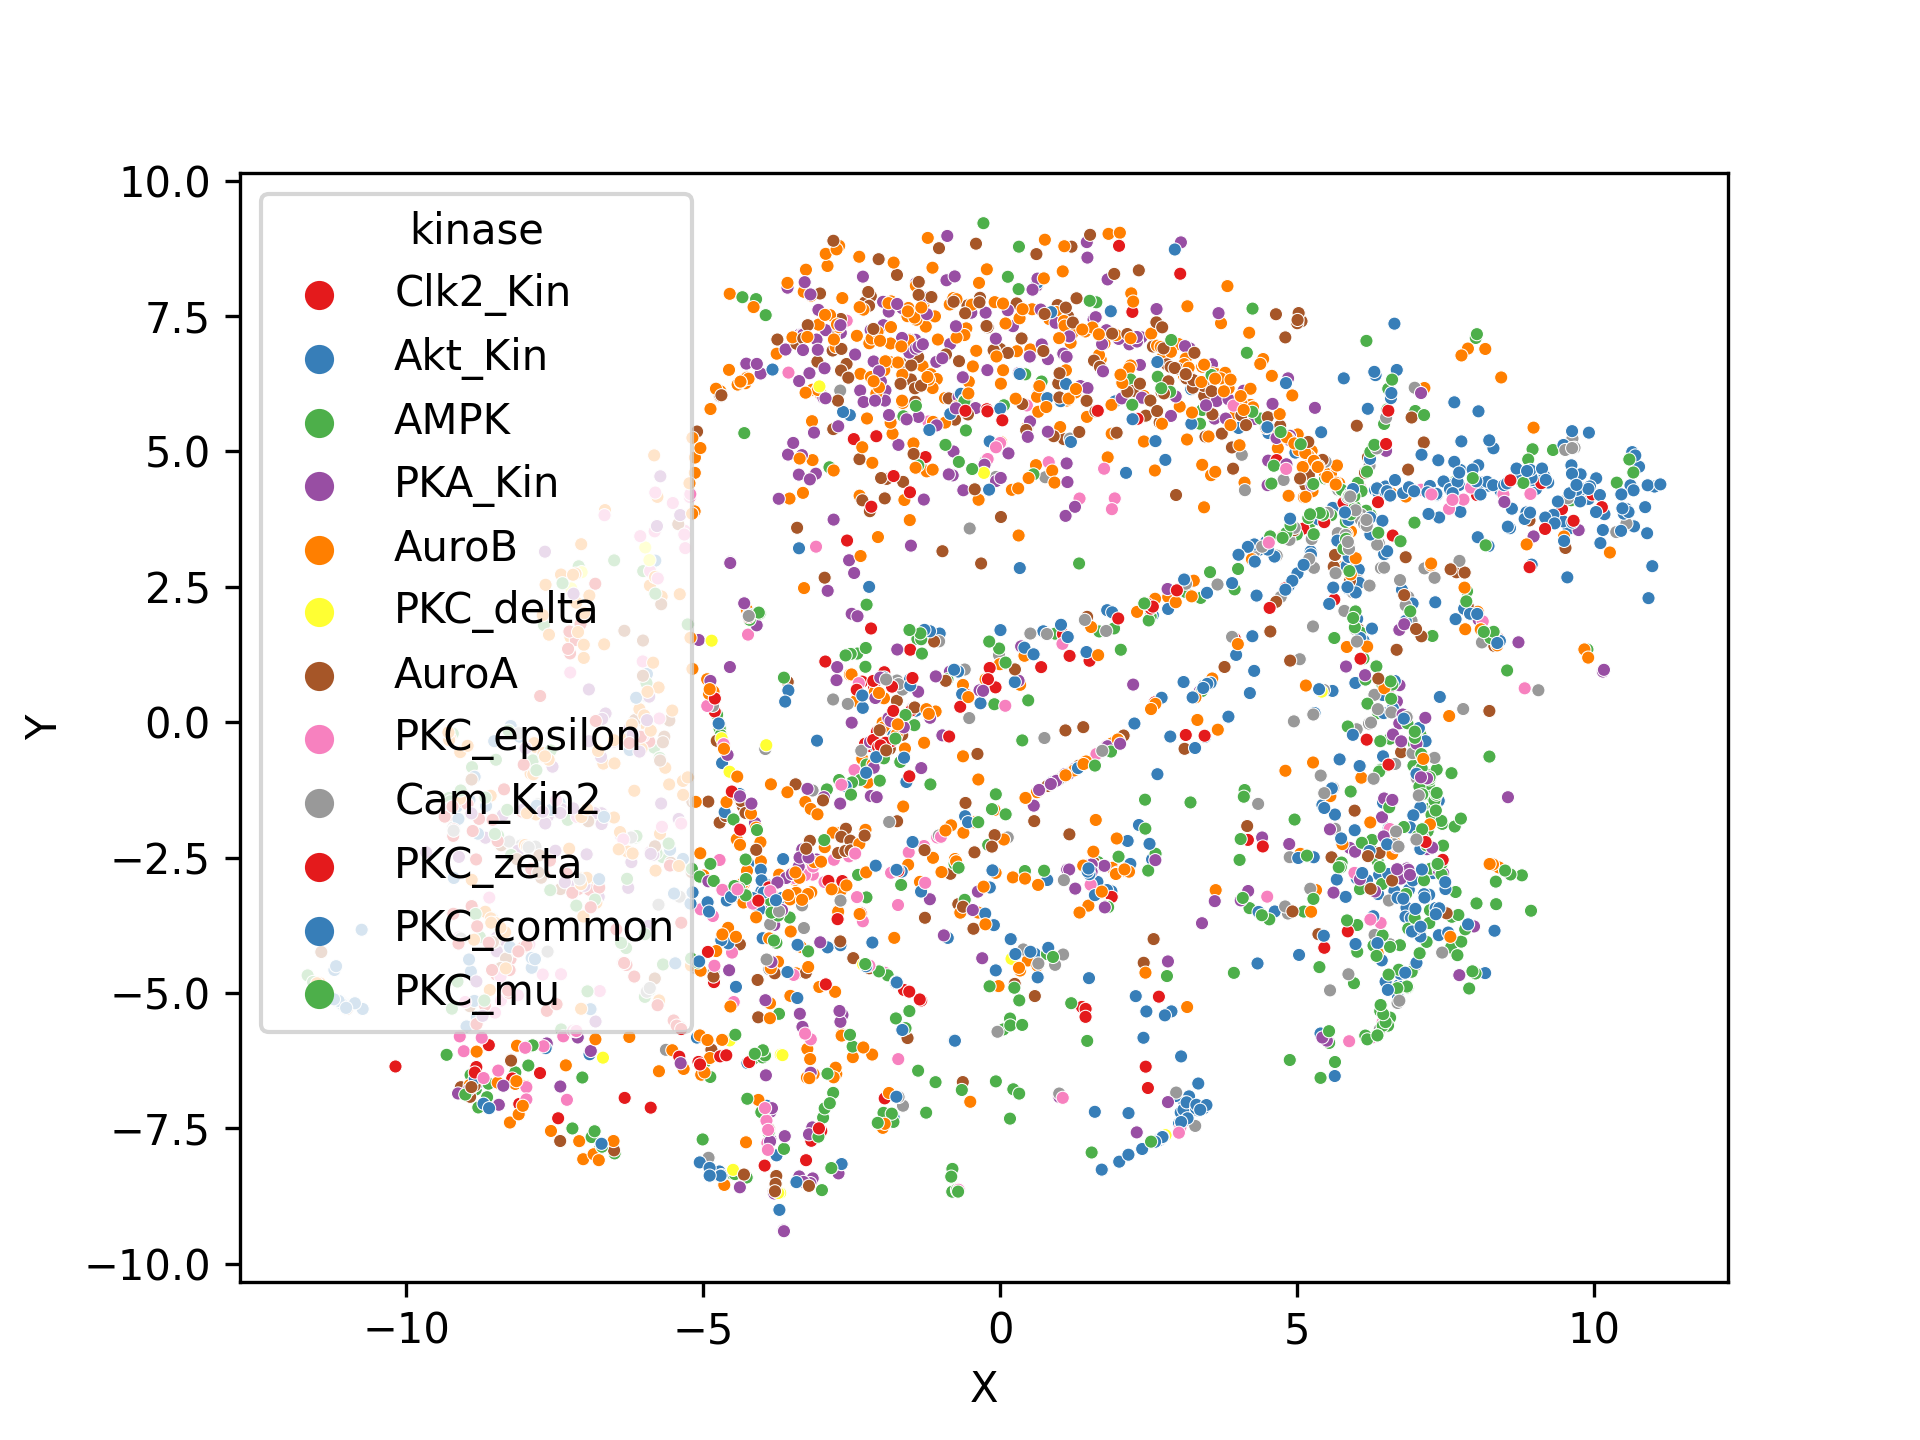 10.0
7.5
5.0
2.5
0.0
−2.5
−5.0
−7.5
−10.0
Y
kinase
Clk2_Kin
Akt_Kin
AMPK
PKA_Kin
AuroB
PKC_delta
AuroA
PKC_epsilon
Cam_Kin2
PKC_zeta
PKC_common
PKC_mu
−10 −5 0 5 10
X